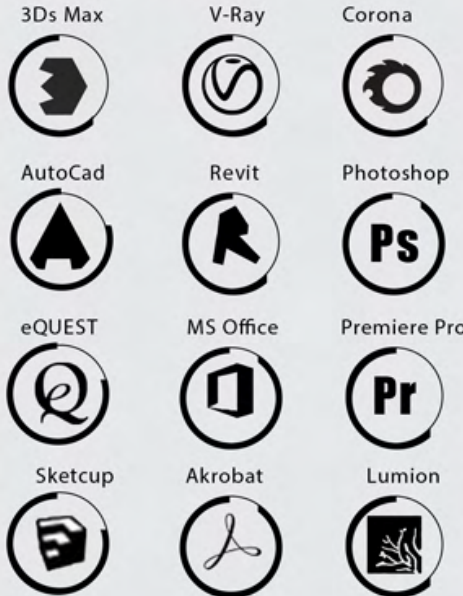 3Ds Max V-Ray Corona
AutoCad Revit Photoshop
Ps
eQUEST MS Office Premiere Pro
Q
e
Pr
Sketcup Akrobat Lumion